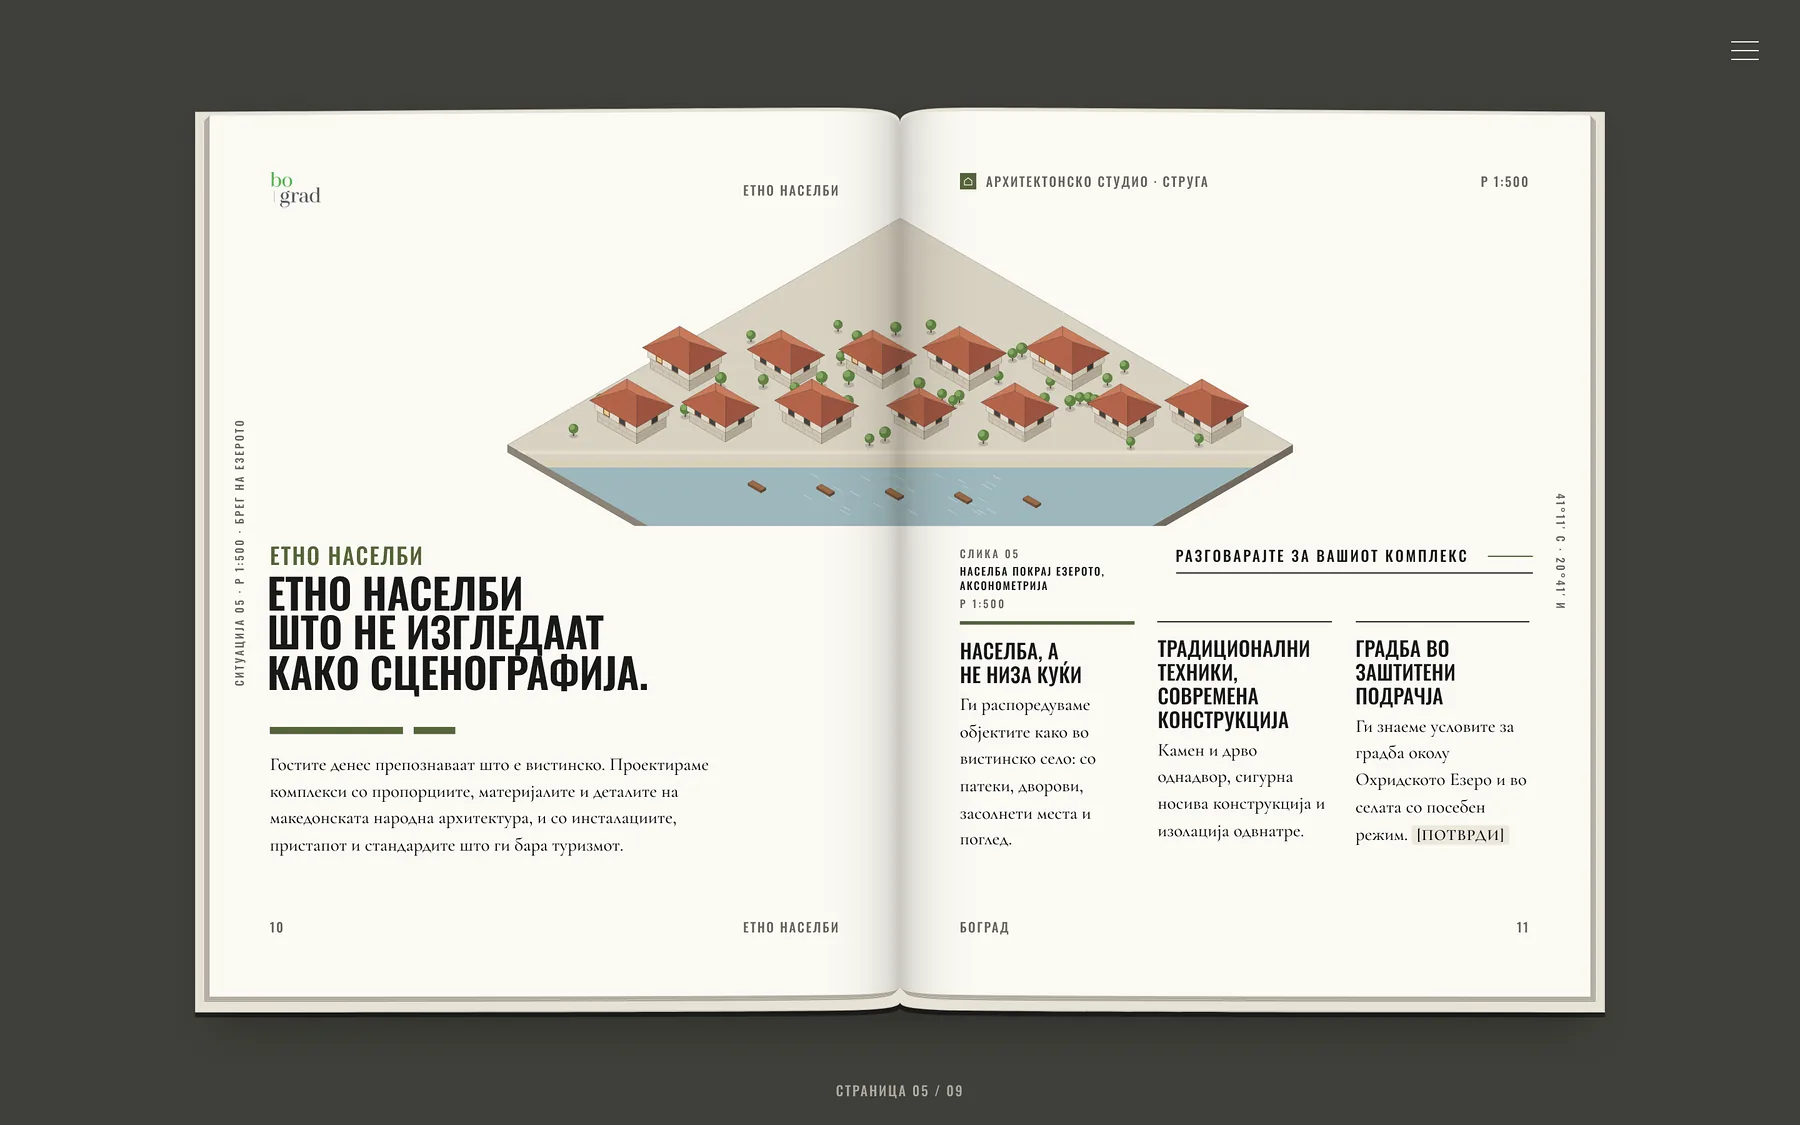 bo
grad
ЕТНО НАСЕЛБИ
АРХИТЕКТОНСКО СТУДИО · СТРУГА
Р 1:500
СИТУАЦИЈА 05 · Р 1:500 · БРЕГ НА ЕЗЕРОТО
ЕТНО НАСЕЛБИ
ЕТНО НАСЕЛБИ
ШТО НЕ ИЗГЛЕДААТ
КАКО СЦЕНОГРАФИЈА.
Гостите денес препознаваат што е вистинско. Проектираме
комплекси со пропорциите, материјалите и деталите на
македонската народна архитектура, и со инсталациите,
пристапот и стандардите што ги бара туризмот.
10
ЕТНО НАСЕЛБИ
СЛИКА 05
НАСЕЛБА ПОКРАЈ ЕЗЕРОТО,
АКСОНОМЕТРИЈА
Р 1:500
РАЗГОВАРАЈТЕ ЗА ВАШИОТ КОМПЛЕКС
НАСЕЛБА, А
НЕ НИЗА КУЌИ
Ги распоредуваме
објектите како во
вистинско село: со
патеки, дворови,
засолнети места и
поглед.
ТРАДИЦИОНАЛНИ
ТЕХНИКИ,
СОВРЕМЕНА
КОНСТРУКЦИЈА
Камен и дрво
однадвор, сигурна
носива конструкција и
изолација одвнатре.
ГРАДБА ВО
ЗАШТИТЕНИ
ПОДРАЧЈА
Ги знаеме условите за
градба околу
Охридското Езеро и во
селата со посебен
режим. [ПОТВРДИ]
41°11′ С · 20°41′ И
БОГРАД
11
СТРАНИЦА 05 / 09